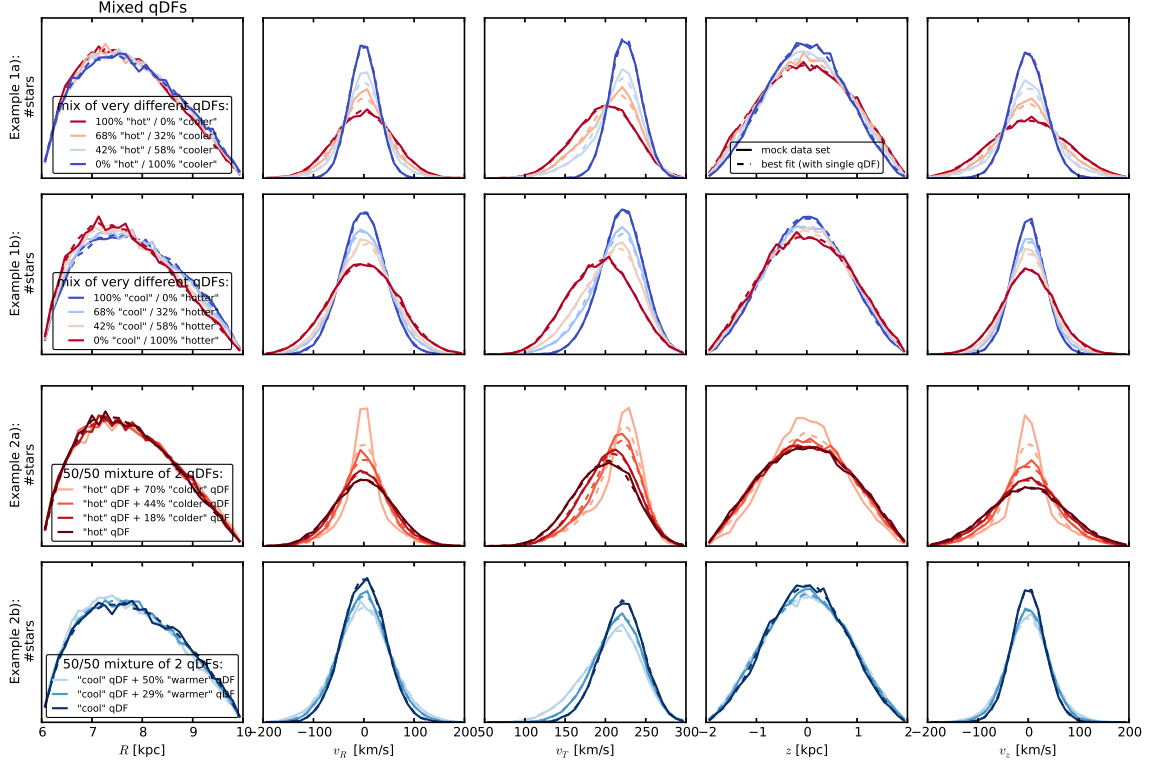 Mixed qDFs
Example 1a):
#stars
mix of very different qDFs:
100% "hot" / 0% "cooler"
68% "hot" / 32% "cooler"
42% "hot" / 58% "cooler"
0% "hot" / 100% "cooler"
mock data set
best fit (with single qDF)
Example 1b):
#stars
mix of very different qDFs:
100% "cool" / 0% "hotter"
68% "cool" / 32% "hotter"
42% "cool" / 58% "hotter"
0% "cool" / 100% "hotter"
Example 2a):
#stars
50/50 mixture of 2 qDFs:
"hot" qDF + 70% "colder" qDF
"hot" qDF + 44% "colder" qDF
"hot" qDF + 18% "colder" qDF
"hot" qDF
Example 2b):
#stars
50/50 mixture of 2 qDFs:
"cool" qDF + 50% "warmer" qDF
"cool" qDF + 29% "warmer" qDF
"cool" qDF
6 7 8 9 10
−200 −100 0 100 200
50 100 150 200 250 300
−2 −1 0 1 2
−200 −100 0 100 200
R [kpc]
v_R [km/s]
v_T [km/s]
z [kpc]
v_z [km/s]